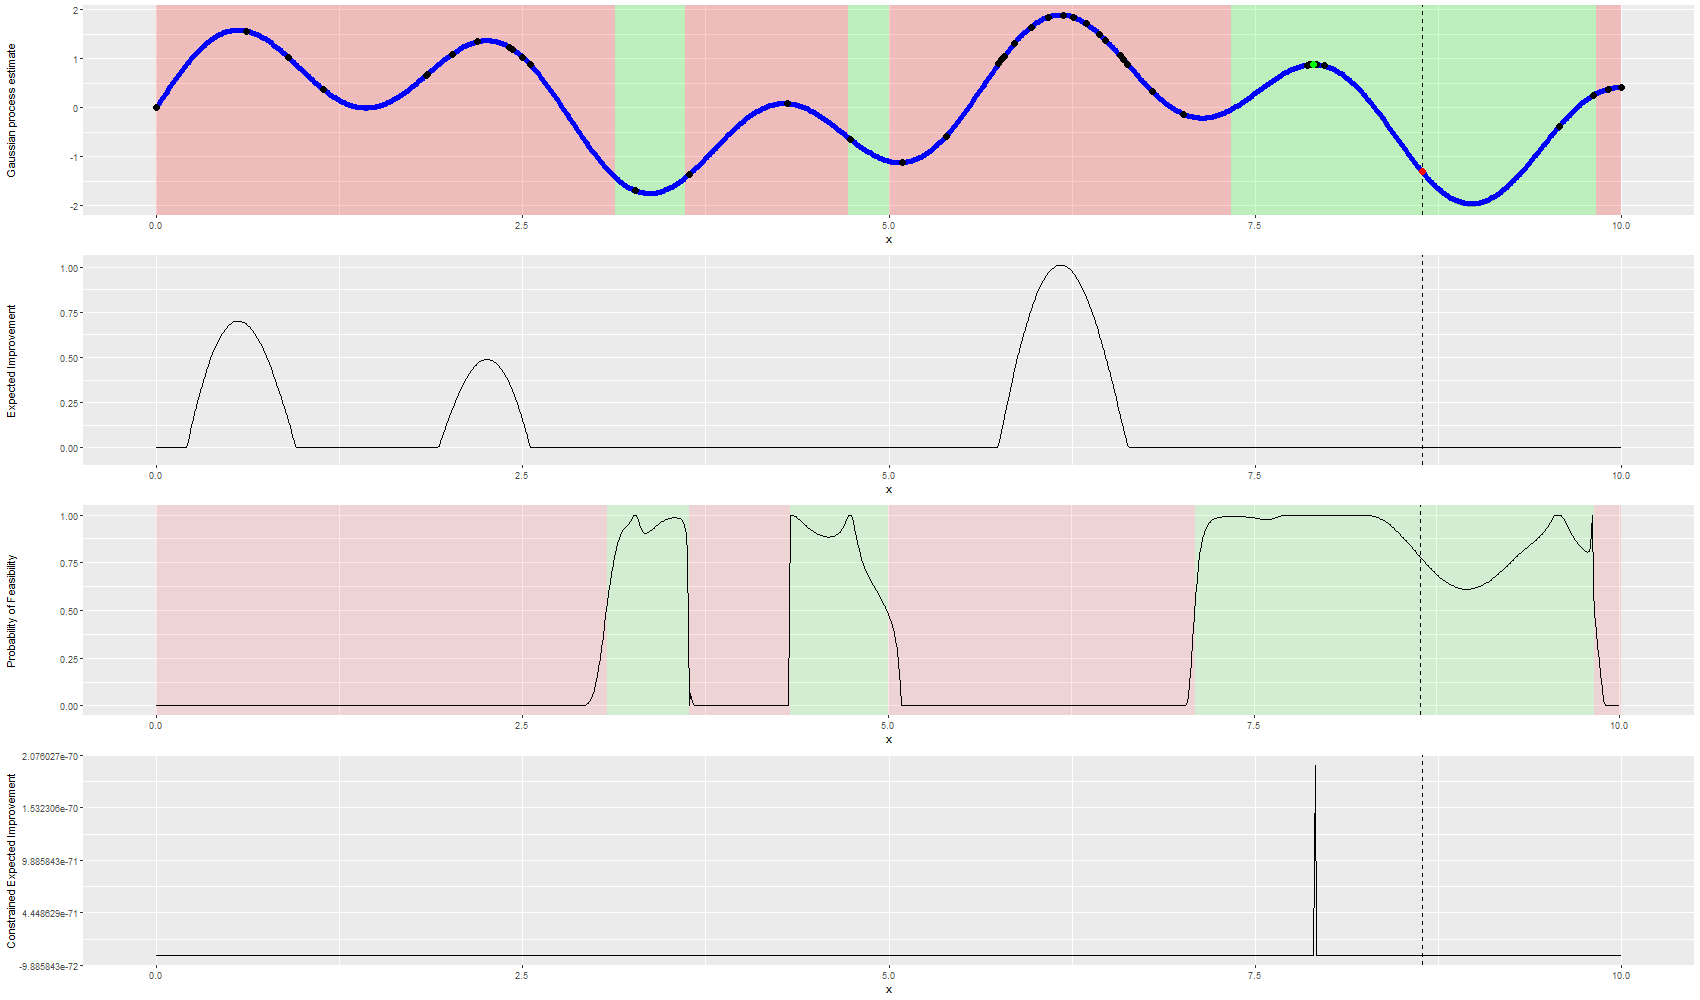 Gaussian process estimate
2
1
0
-1
-2
0.0 2.5 5.0 7.5 10.0
x
Expected Improvement
1.00
0.75
0.50
0.25
0.00
0.0 2.5 5.0 7.5 10.0
x
Probability of Feasibility
1.00
0.75
0.50
0.25
0.00
0.0 2.5 5.0 7.5 10.0
x
Constrained Expected Improvement
2.076027e-70
1.532306e-70
9.885843e-71
4.448629e-71
-9.885843e-72
0.0 2.5 5.0 7.5 10.0
x